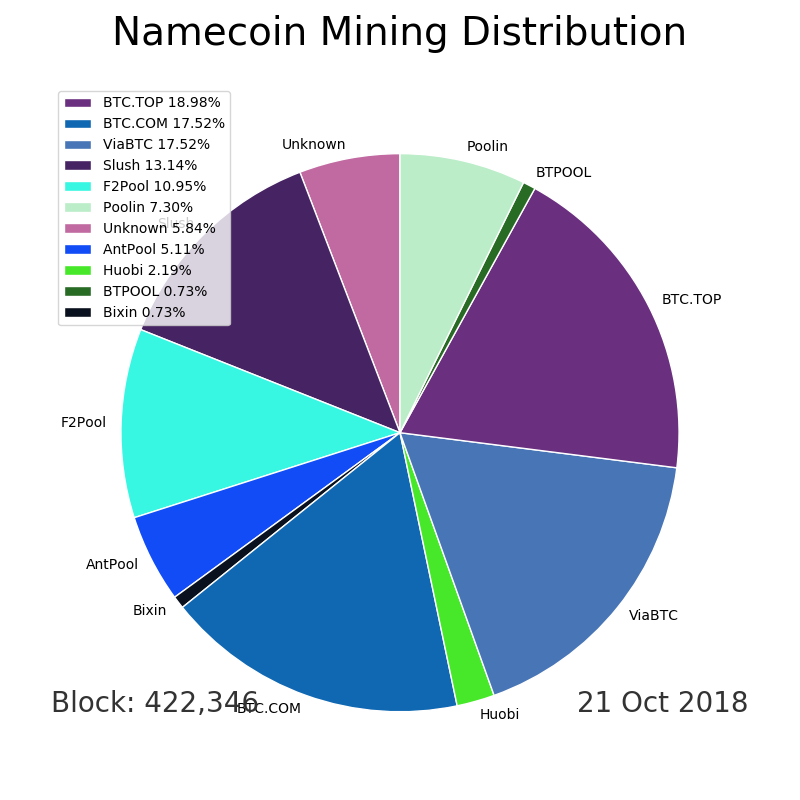 Namecoin Mining Distribution
BTC.TOP 18.98%
BTC.COM 17.52%
ViaBTC 17.52%
Slush 13.14%
F2Pool 10.95%
Poolin 7.30%
Unknown 5.84%
AntPool 5.11%
Huobi 2.19%
BTPOOL 0.73%
Bixin 0.73%
Unknown
Poolin
BTPOOL
Slush
BTC.TOP
F2Pool
AntPool
Bixin
ViaBTC
BTC.COM
Huobi
Block: 422,346
21 Oct 2018